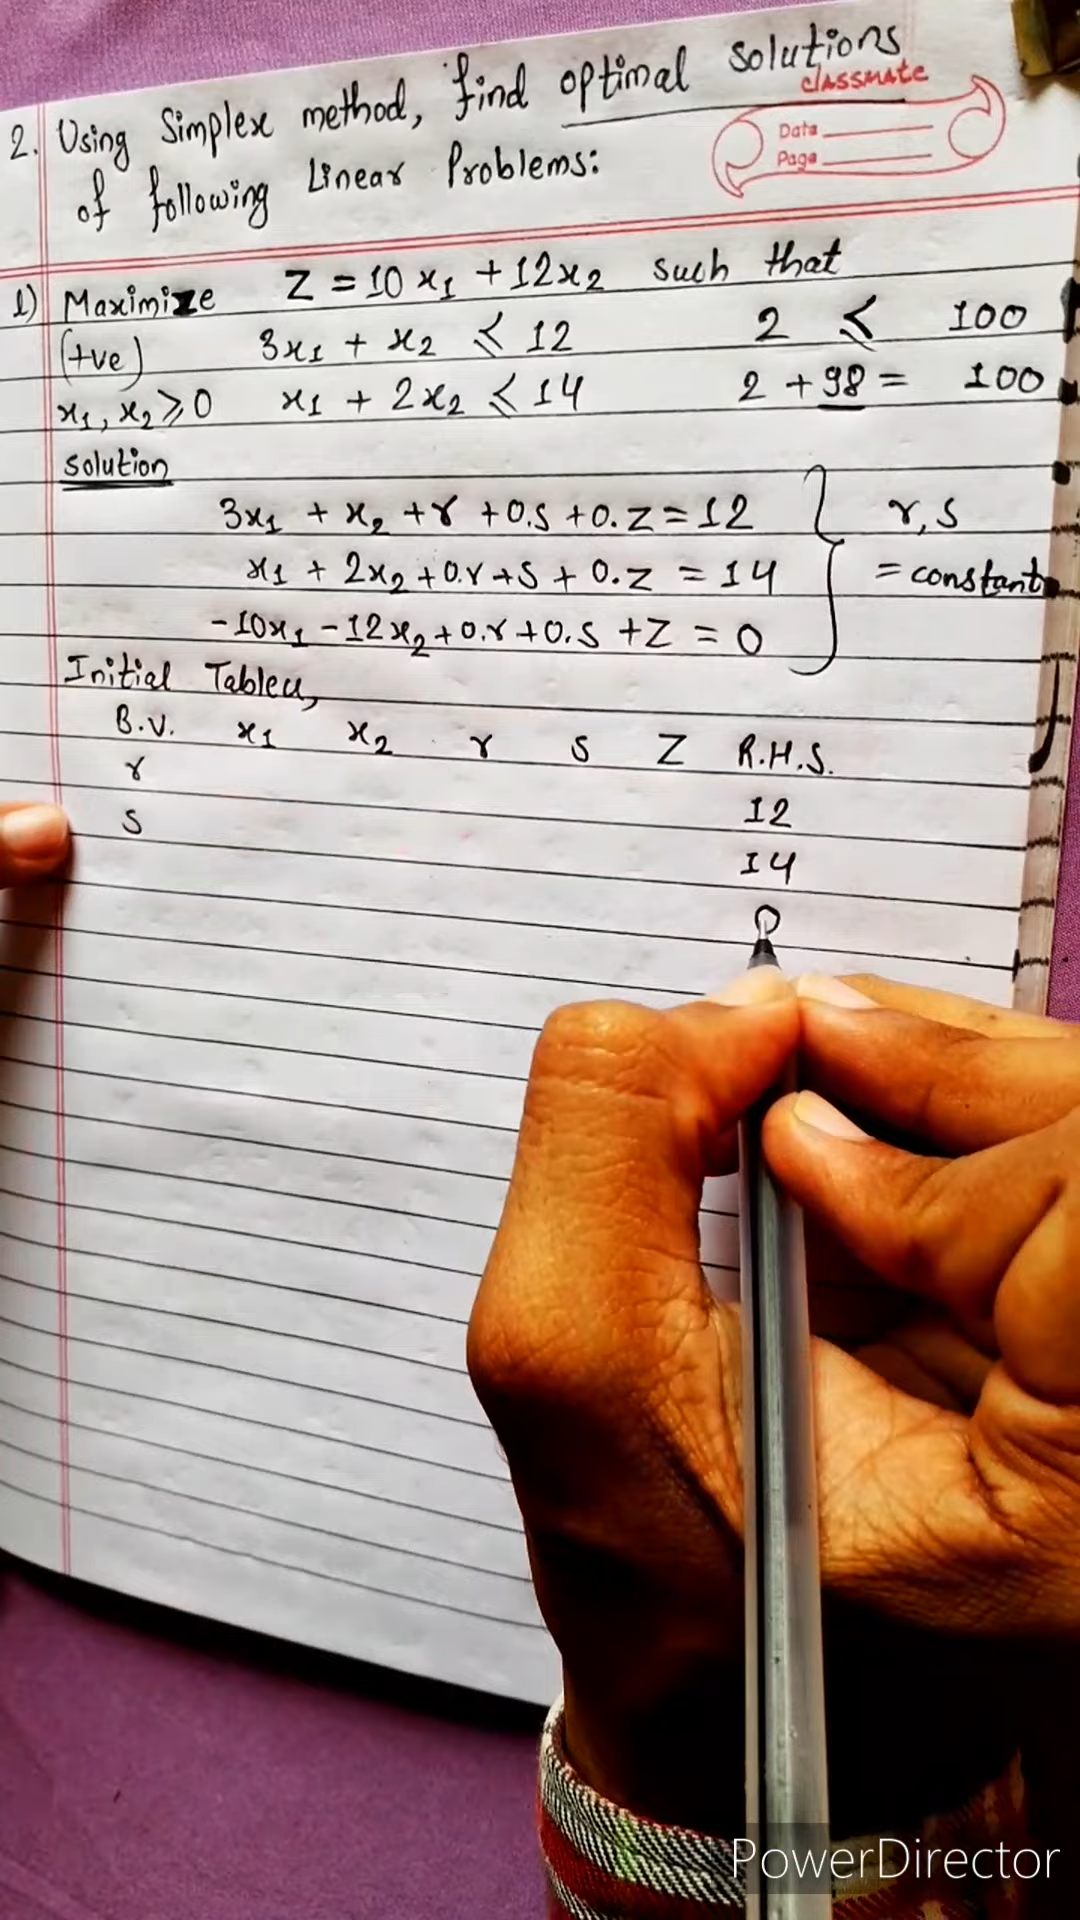 2. Using Simplex method, find optimal solutions
classmate
Date
Page
of following Linear Problems:
1) Maximize Z = 10x₁ + 12x₂ such that
(+ve) 3x₁ + x₂ ≤ 12 2 ≤ 100
x₁, x₂ ≥ 0 x₁ + 2x₂ ≤ 14 2 + 98 = 100
solution
3x₁ + x₂ + r + 0.s + 0.z = 12 r, s
x₁ + 2x₂ + 0.r + s + 0.z = 14 = constant
-10x₁ - 12x₂ + 0.r + 0.s + z = 0
Initial Tableu,
B.V. x₁ x₂ r s Z R.H.S.
r 12
s 14
0
PowerDirector